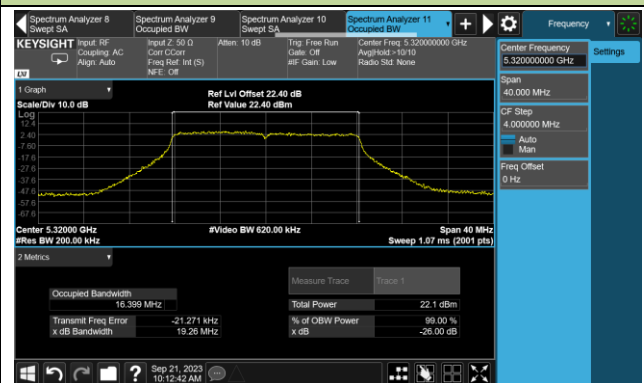 Spectrum Analyzer 8
Swept SA
Spectrum Analyzer 9
Occupied BW
Spectrum Analyzer 10
Swept SA
Spectrum Analyzer 11
Occupied BW
Frequency
KEYSIGHT
Input: RF
Coupling: AC
Align: Auto
Input Z: 50 Ω
Corr CCorr
Freq Ref: Int (S)
NFE: Off
Atten: 10 dB
Trig: Free Run
Gate: Off
#IF Gain: Low
Center Freq: 5.320000000 GHz
Avg|Hold:>10/10
Radio Std: None
LXI
Center Frequency
5.320000000 GHz
Settings
Span
40.000 MHz
CF Step
4.000000 MHz
Auto
Man
Freq Offset
0 Hz
1 Graph
Ref Lvl Offset 22.40 dB
Scale/Div 10.0 dB
Ref Value 22.40 dBm
Log
12.4
2.40
-7.60
-17.6
-27.6
-37.6
-47.6
-57.6
-67.6
Center 5.32000 GHz
#Video BW 620.00 kHz
Span 40 MHz
#Res BW 200.00 kHz
Sweep 1.07 ms (2001 pts)
2 Metrics
Measure Trace
Trace 1
Occupied Bandwidth
16.399 MHz
Total Power
22.1 dBm
Transmit Freq Error
-21.271 kHz
% of OBW Power
99.00 %
x dB Bandwidth
19.26 MHz
x dB
-26.00 dB
Sep 21, 2023
10:12:42 AM